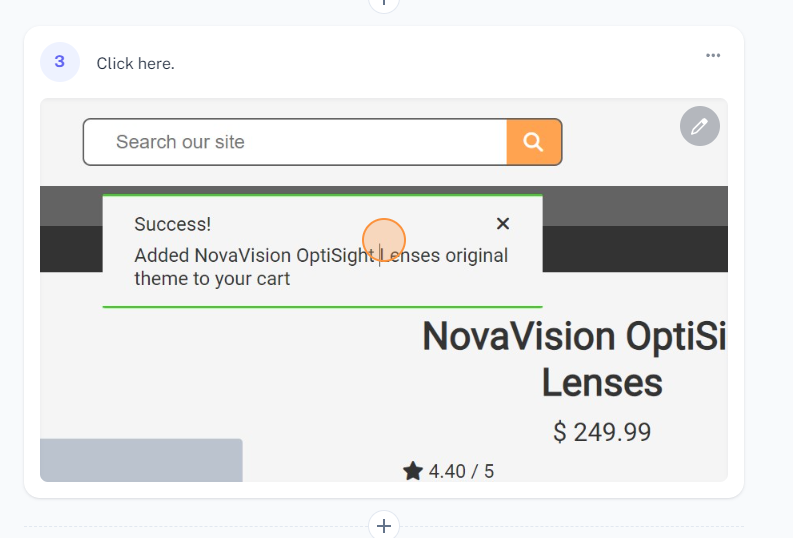 3
Click here.
Search our site
Success!
Added NovaVision OptiSight Lenses original
theme to your cart
NovaVision OptiSi
Lenses
$ 249.99
4.40 / 5